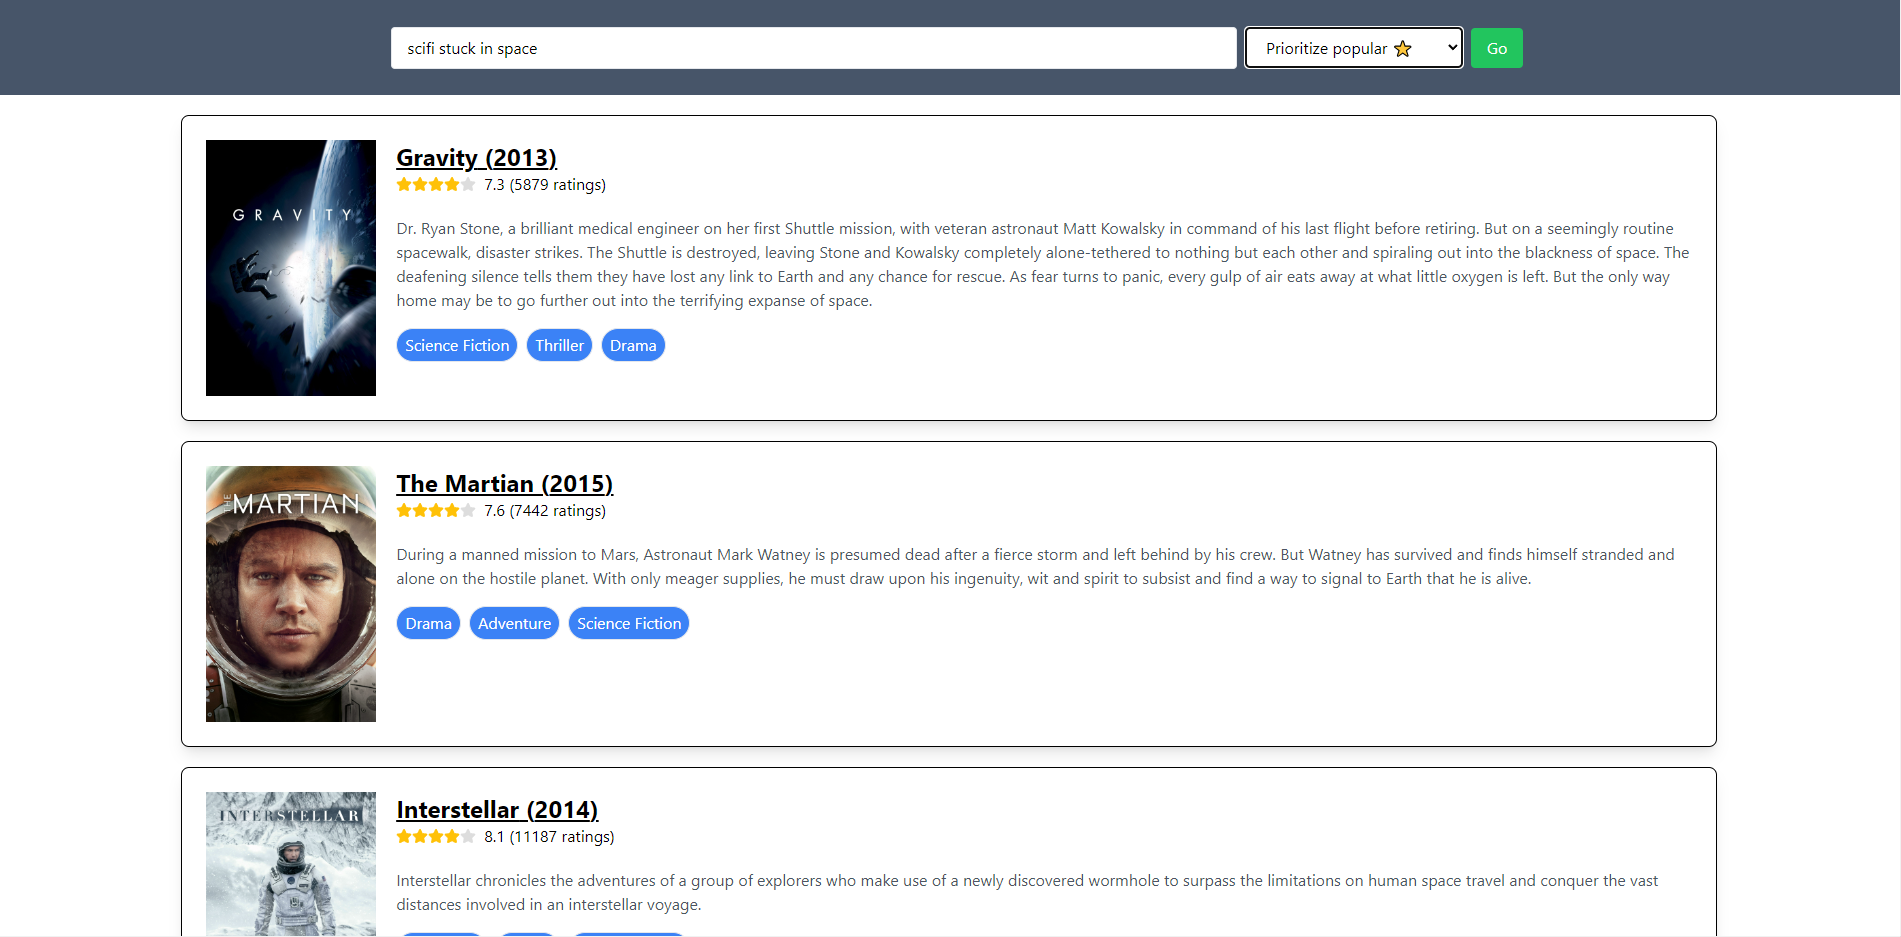 scifi stuck in space
Prioritize popular ⭐
Go
GRAVITY
Gravity (2013)
7.3 (5879 ratings)
Dr. Ryan Stone, a brilliant medical engineer on her first Shuttle mission, with veteran astronaut Matt Kowalsky in command of his last flight before retiring. But on a seemingly routine
spacewalk, disaster strikes. The Shuttle is destroyed, leaving Stone and Kowalsky completely alone-tethered to nothing but each other and spiraling out into the blackness of space. The
deafening silence tells them they have lost any link to Earth and any chance for rescue. As fear turns to panic, every gulp of air eats away at what little oxygen is left. But the only way
home may be to go further out into the terrifying expanse of space.
Science Fiction Thriller Drama
THE MARTIAN
The Martian (2015)
7.6 (7442 ratings)
During a manned mission to Mars, Astronaut Mark Watney is presumed dead after a fierce storm and left behind by his crew. But Watney has survived and finds himself stranded and
alone on the hostile planet. With only meager supplies, he must draw upon his ingenuity, wit and spirit to subsist and find a way to signal to Earth that he is alive.
Drama Adventure Science Fiction
INTERSTELLAR
Interstellar (2014)
8.1 (11187 ratings)
Interstellar chronicles the adventures of a group of explorers who make use of a newly discovered wormhole to surpass the limitations on human space travel and conquer the vast
distances involved in an interstellar voyage.